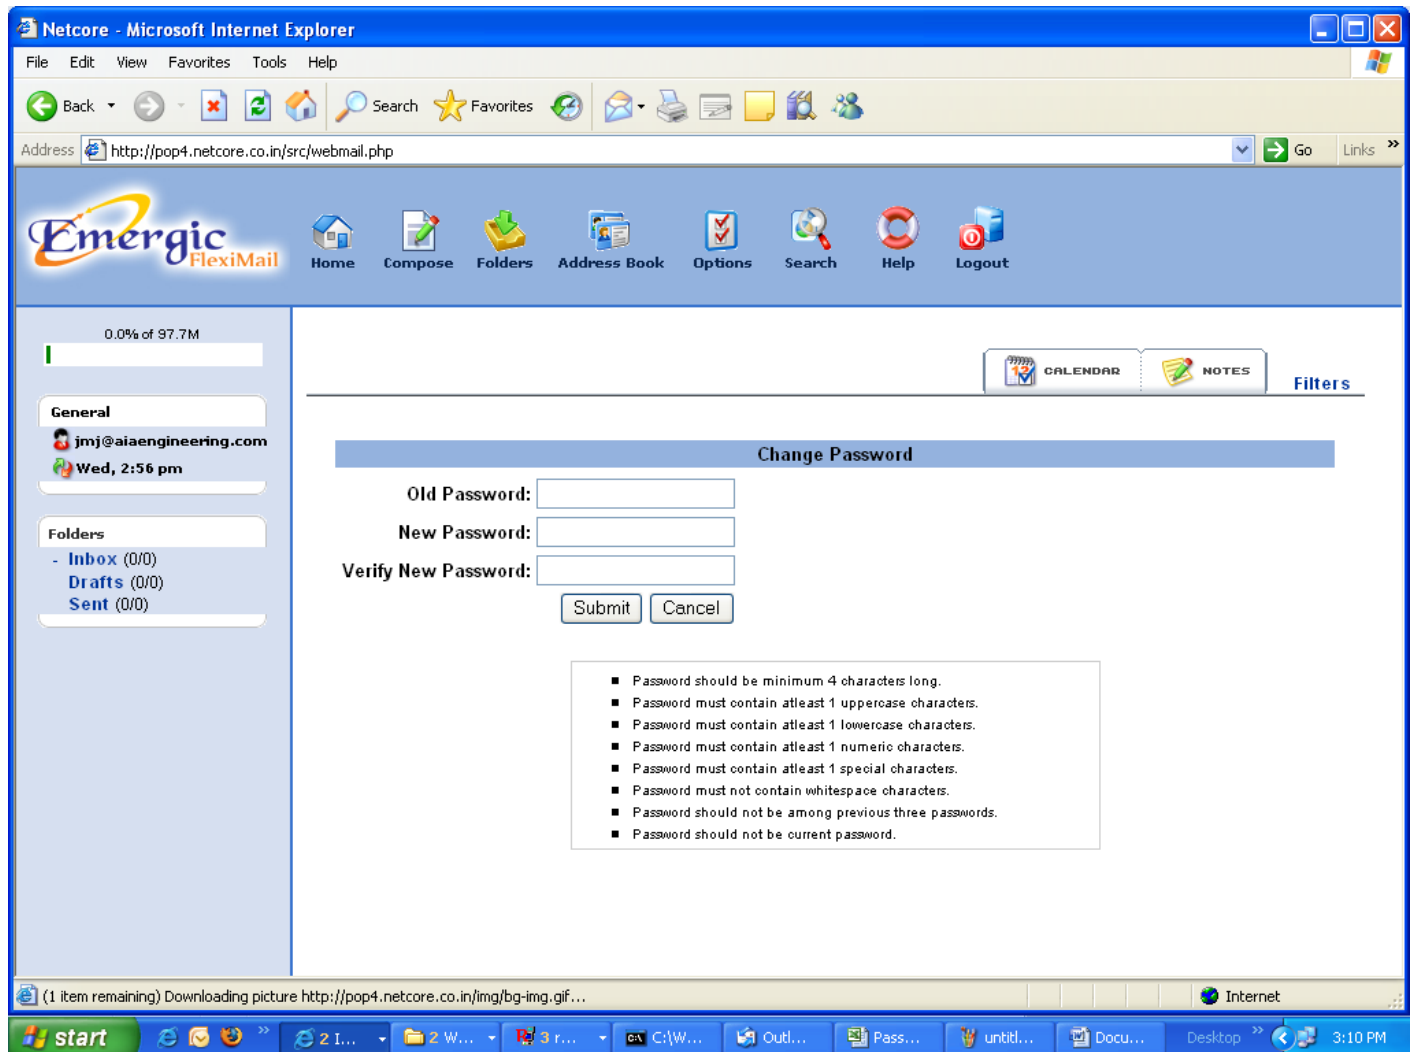 Netcore - Microsoft Internet Explorer
File Edit View Favorites Tools Help
Back Search Favorites
Address http://pop4.netcore.co.in/src/webmail.php Go Links »
Emergic
FlexiMail
Home Compose Folders Address Book Options Search Help Logout
0.0% of 97.7M
CALENDAR NOTES Filters
General
jmj@aiaengineering.com
Wed, 2:56 pm
Folders
- Inbox (0/0)
Drafts (0/0)
Sent (0/0)
Change Password
Old Password:
New Password:
Verify New Password:
Submit Cancel
Password should be minimum 4 characters long.
Password must contain atleast 1 uppercase characters.
Password must contain atleast 1 lowercase characters.
Password must contain atleast 1 numeric characters.
Password must contain atleast 1 special characters.
Password must not contain whitespace characters.
Password should not be among previous three passwords.
Password should not be current password.
(1 item remaining) Downloading picture http://pop4.netcore.co.in/img/bg-img.gif... Internet
start » 2 I... 2 W... 3 r... C:\W... Outl... Pass... untitl... Docu... Desktop » 3:10 PM